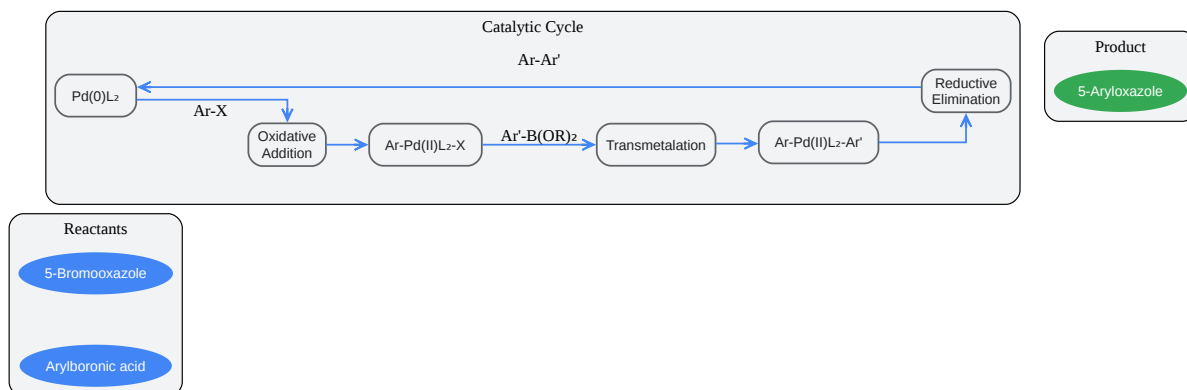 Catalytic Cycle
Ar-Ar'
Pd(0)L₂
Ar-X
Oxidative
Addition
Ar-Pd(II)L₂-X
Ar'-B(OR)₂
Transmetalation
Ar-Pd(II)L₂-Ar'
Reductive
Elimination
Product
5-Aryloxazole
Reactants
5-Bromooxazole
Arylboronic acid